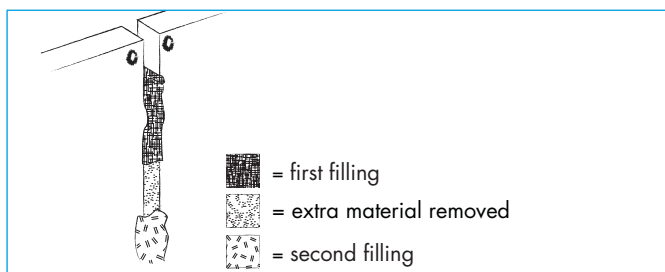 = first filling
= extra material removed
= second filling